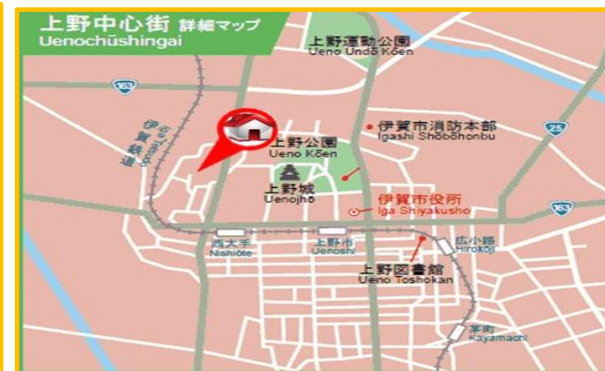 上野中心街 詳細マップ
Uenochūshingai
上野運動公園
Ueno Undō Kōen
163
伊賀鉄道
Iga Tetsudō
上野公園
Ueno Kōen
伊賀市消防本部
Igashi Shōbōhonbu
25
上野城
Uenojhō
伊賀市役所
Iga Shiyakusho
163
西大手
Nishiōte
上野市
Uenoshi
広小路
Hirokōji
上野図書館
Ueno Toshokan
茅町
Kayamachi